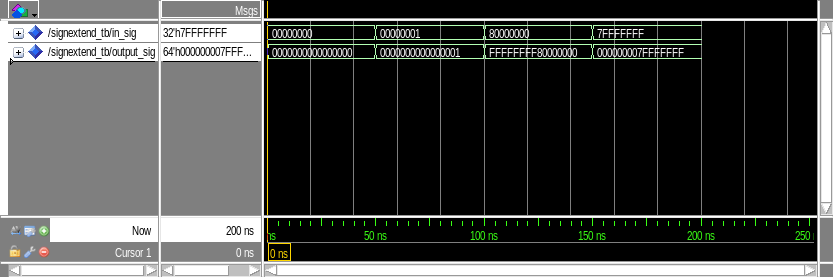 Msgs
/signextend_tb/in_sig 32'h7FFFFFFF 00000000 00000001 80000000 7FFFFFFF
/signextend_tb/output_sig 64'h000000007FFF... 0000000000000000 0000000000000001 FFFFFFFF80000000 000000007FFFFFFF
Now 200 ns ns 50 ns 100 ns 150 ns 200 ns 250
Cursor 1 0 ns 0 ns